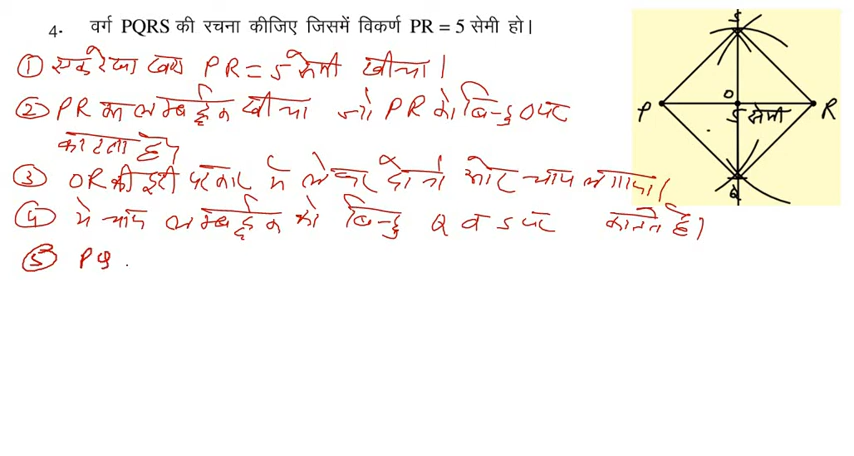 4. वर्ग PQRS की रचना कीजिए जिसमें विकर्ण PR = 5 सेमी हो।
① एक रेखा खण्ड PR = 5 सेमी खींचा।
② PR का लम्बार्द्धक खींचा जो PR को बिन्दु O पर
काटता है।
③ OR की दूरी परकार में लेकर दोनों ओर चाप लगाया।
④ ये चाप लम्बार्द्धक को बिन्दु Q व S पर काटते है।
⑤ PQ
S
P
O
5 सेमी
R
Q